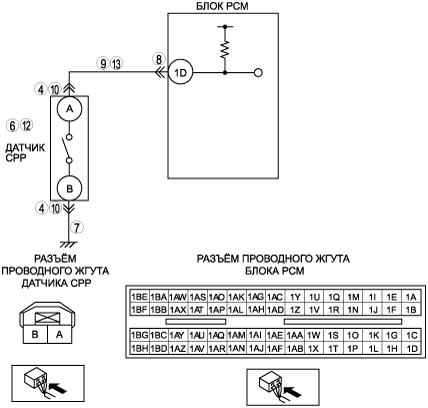 БЛОК PCM
9 13
8
1D
4 10
A
6 12
ДАТЧИК
CPP
B
4 10
7
РАЗЪЁМ
ПРОВОДНОГО ЖГУТА
ДАТЧИКА CPP
B A
РАЗЪЁМ ПРОВОДНОГО ЖГУТА
БЛОКА PCM
1BE 1BA 1AW 1AS 1AO 1AK 1AG 1AC 1Y 1U 1Q 1M 1I 1E 1A
1BF 1BB 1AX 1AT 1AP 1AL 1AH 1AD 1Z 1V 1R 1N 1J 1F 1B
1BG 1BC 1AY 1AU 1AQ 1AM 1AI 1AE 1AA 1W 1S 1O 1K 1G 1C
1BH 1BD 1AZ 1AV 1AR 1AN 1AJ 1AF 1AB 1X 1T 1P 1L 1H 1D